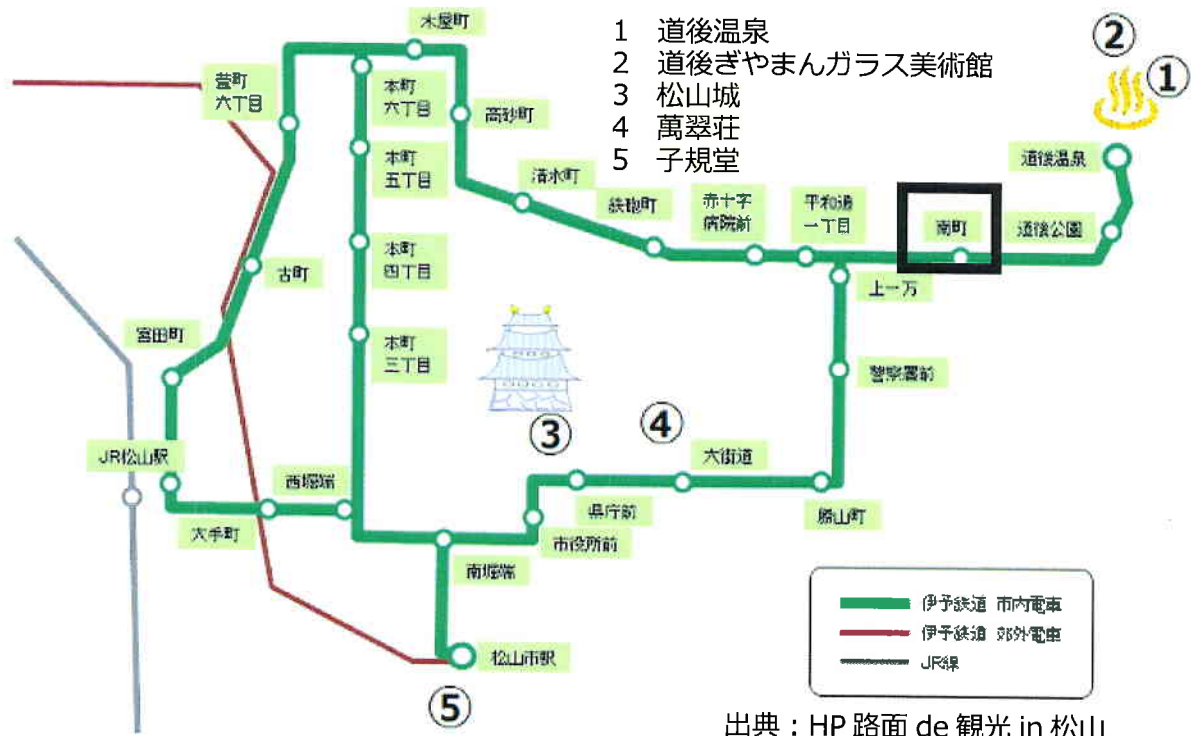 木屋町
1 道後温泉
2 道後ぎやまんガラス美術館
3 松山城
4 萬翠荘
5 子規堂
②
①
萱町
六丁目
本町
六丁目
高砂町
本町
五丁目
清水町
鉄砲町
赤十字
病院前
平和通
一丁目
南町
道後公園
道後温泉
本町
四丁目
古町
上一万
宮田町
本町
三丁目
警察署前
③
④
JR松山駅
西堀端
大街道
県庁前
勝山町
大手町
市役所前
南堀端
松山市駅
⑤
伊予鉄道 市内電車
伊予鉄道 郊外電車
JR線
出典：HP 路面 de 観光 in 松山